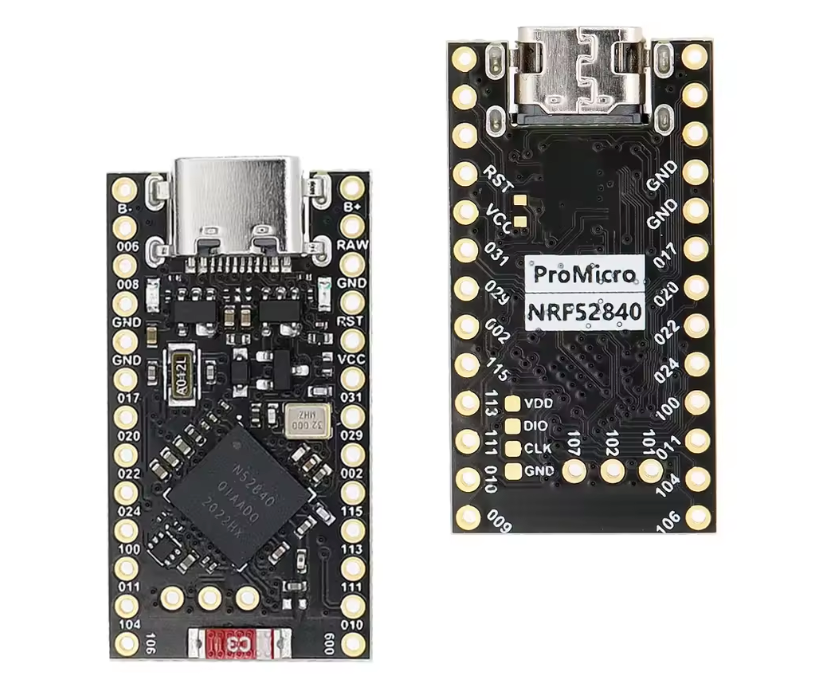 B-
B+
006
RAW
008
GND
GND
RST
GND
VCC
017
031
020
029
022
002
024
115
100
113
011
111
104
010
106
009
A042L
32.000
MHZ
N52840
QIAAD0
2022HX
C3
RST
GND
VCC
GND
031
017
029
020
002
022
115
024
113
100
111
011
010
104
009
106
ProMicro
NRF52840
VDD
DIO
CLK
GND
107
102
101